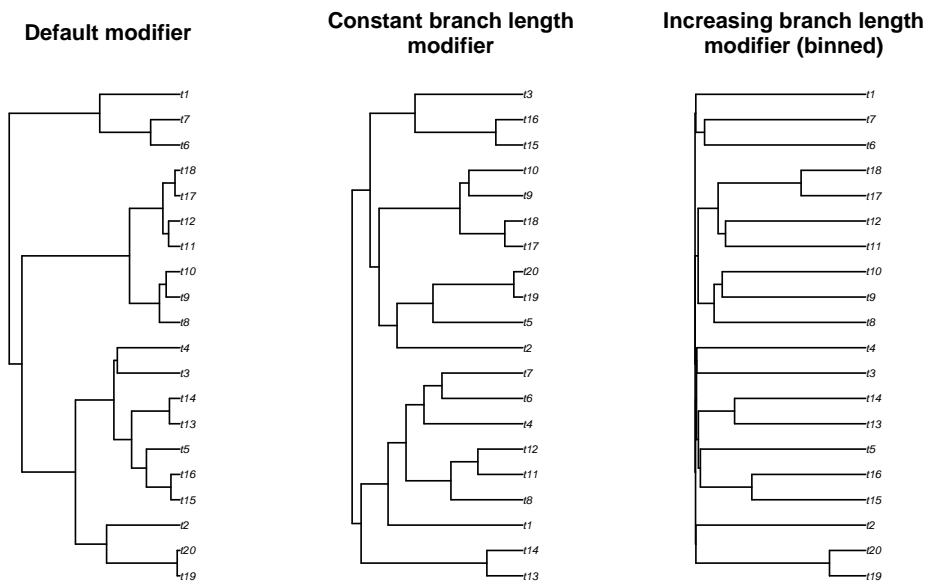 Default modifier
Constant branch length
modifier
Increasing branch length
modifier (binned)
t1
t7
t6
t18
t17
t12
t11
t10
t9
t8
t4
t3
t14
t13
t5
t16
t15
t2
t20
t19
t3
t16
t15
t10
t9
t18
t17
t20
t19
t5
t2
t7
t6
t4
t12
t11
t8
t1
t14
t13
t1
t7
t6
t18
t17
t12
t11
t10
t9
t8
t4
t3
t14
t13
t5
t16
t15
t2
t20
t19